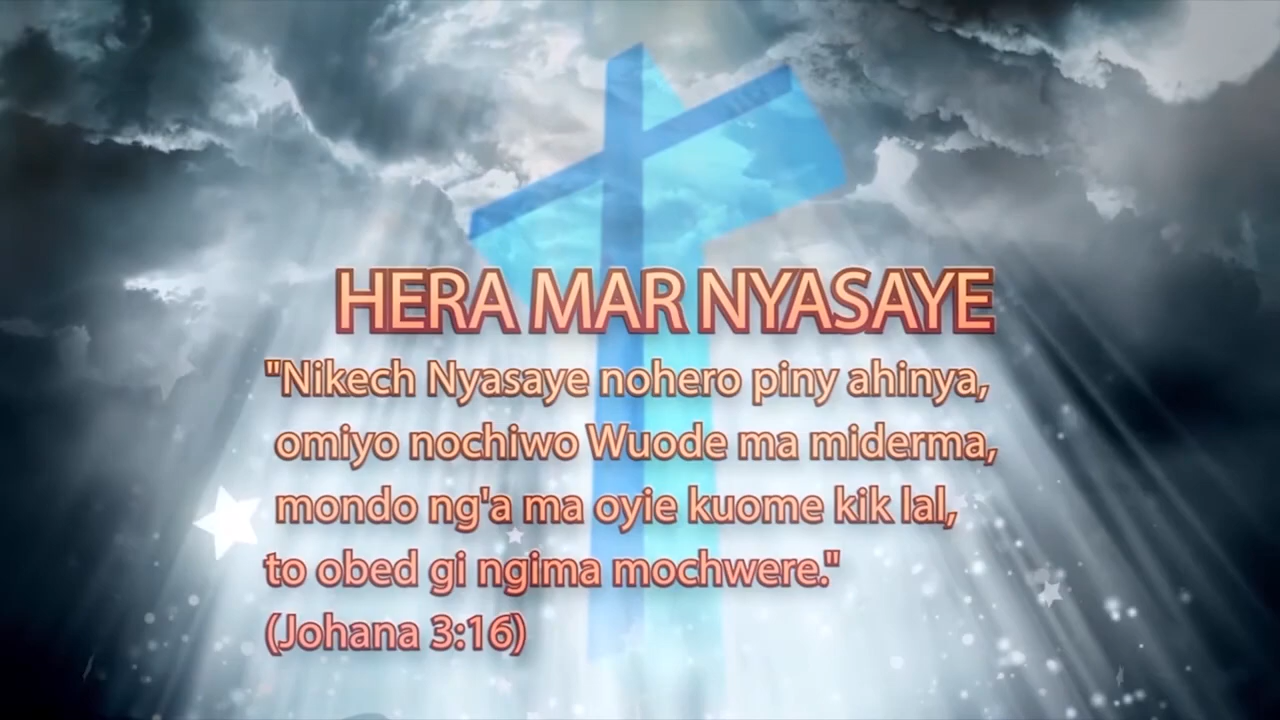 HERA MAR NYASAYE
"Nikech Nyasaye nohero piny ahinya,
omiyo nochiwo Wuode ma miderma,
mondo ng'a ma oyie kuome kik lal,
to obed gi ngima mochwere."
(Johana 3:16)